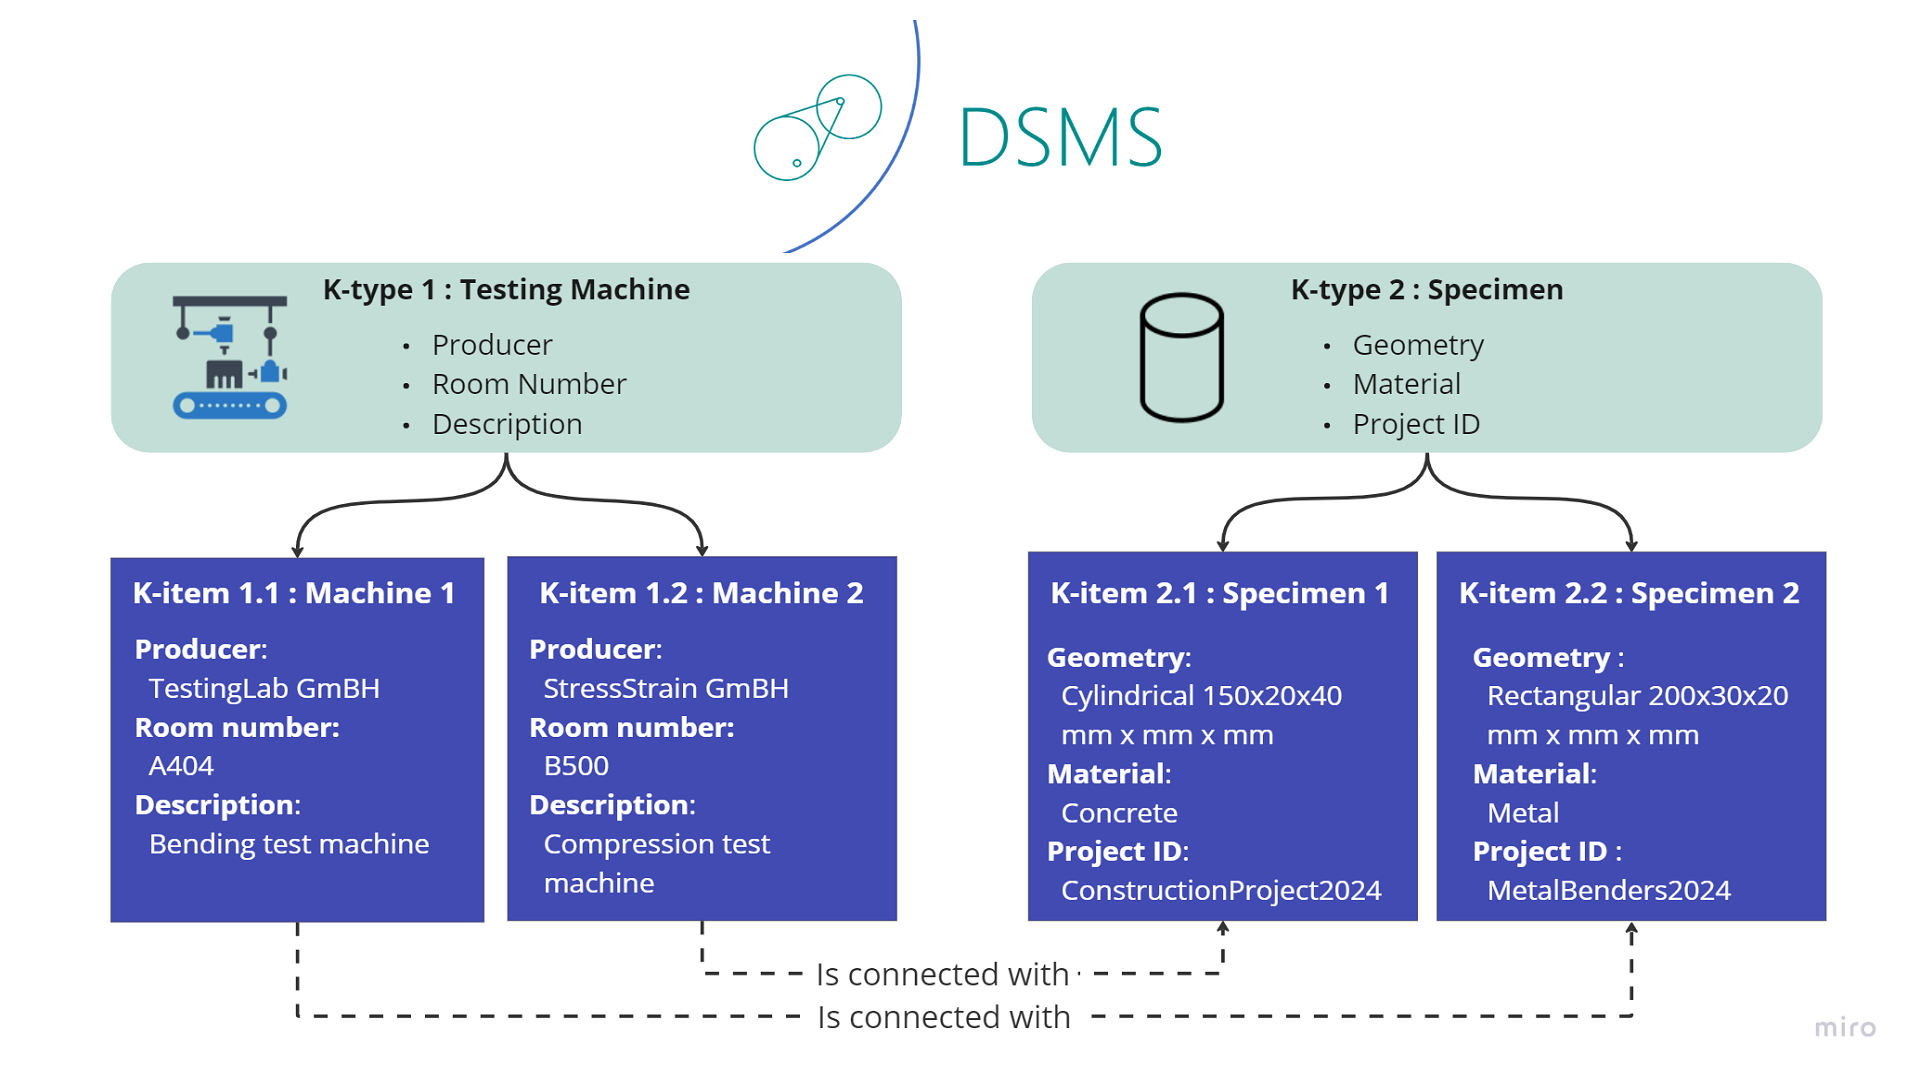 DSMS
K-type 1 : Testing Machine
• Producer
• Room Number
• Description
K-type 2 : Specimen
• Geometry
• Material
• Project ID
K-item 1.1 : Machine 1
Producer:
TestingLab GmBH
Room number:
A404
Description:
Bending test machine
K-item 1.2 : Machine 2
Producer:
StressStrain GmBH
Room number:
B500
Description:
Compression test
machine
K-item 2.1 : Specimen 1
Geometry:
Cylindrical 150x20x40
mm x mm x mm
Material:
Concrete
Project ID:
ConstructionProject2024
K-item 2.2 : Specimen 2
Geometry :
Rectangular 200x30x20
mm x mm x mm
Material:
Metal
Project ID :
MetalBenders2024
Is connected with
Is connected with
miro